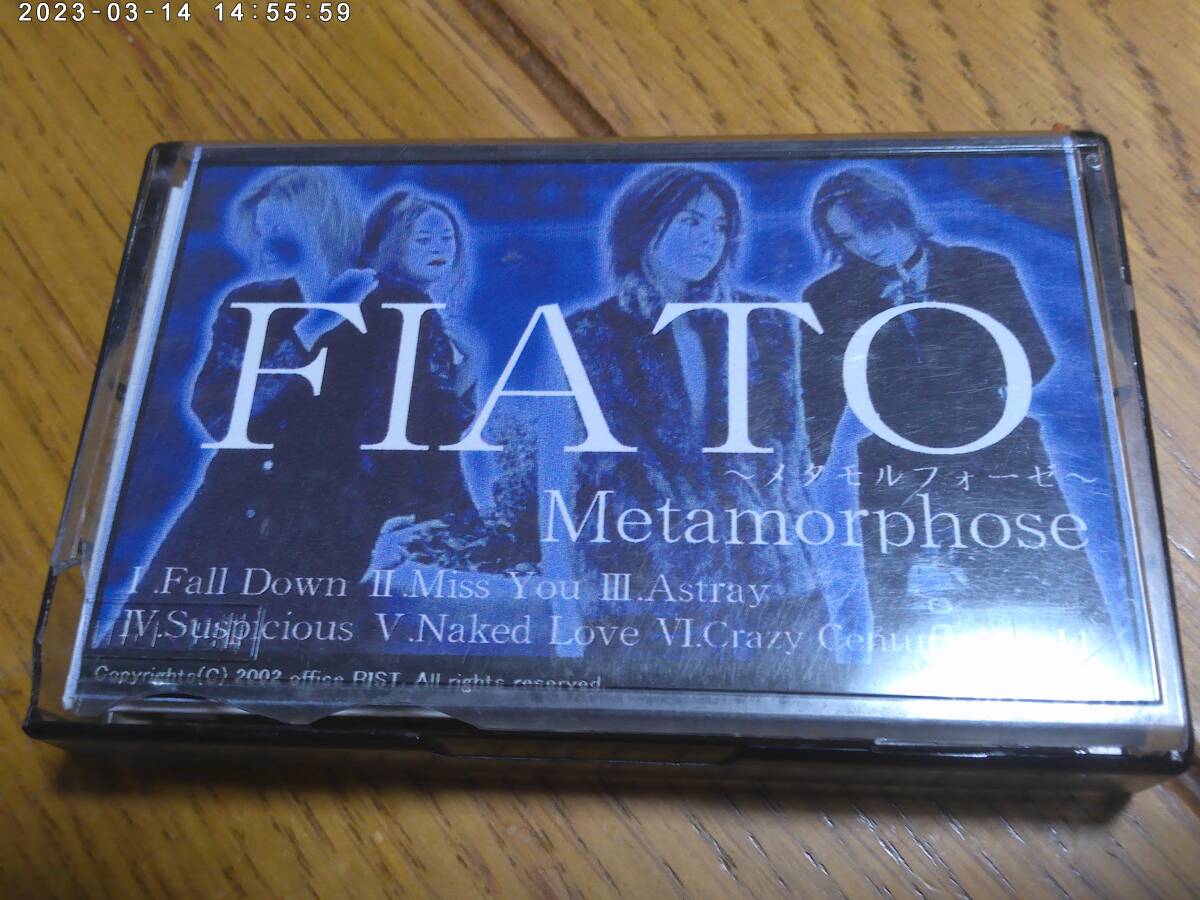 2023-03-14 14:55:59
FIATO
～メタモルフォーゼ～
Metamorphose
Ⅰ.Fall Down Ⅱ.Miss You Ⅲ.Astray
Ⅳ.Suspicious Ⅴ.Naked Love Ⅵ.Crazy
Copyrights(C) 2002 office RIST. All rights reserved.